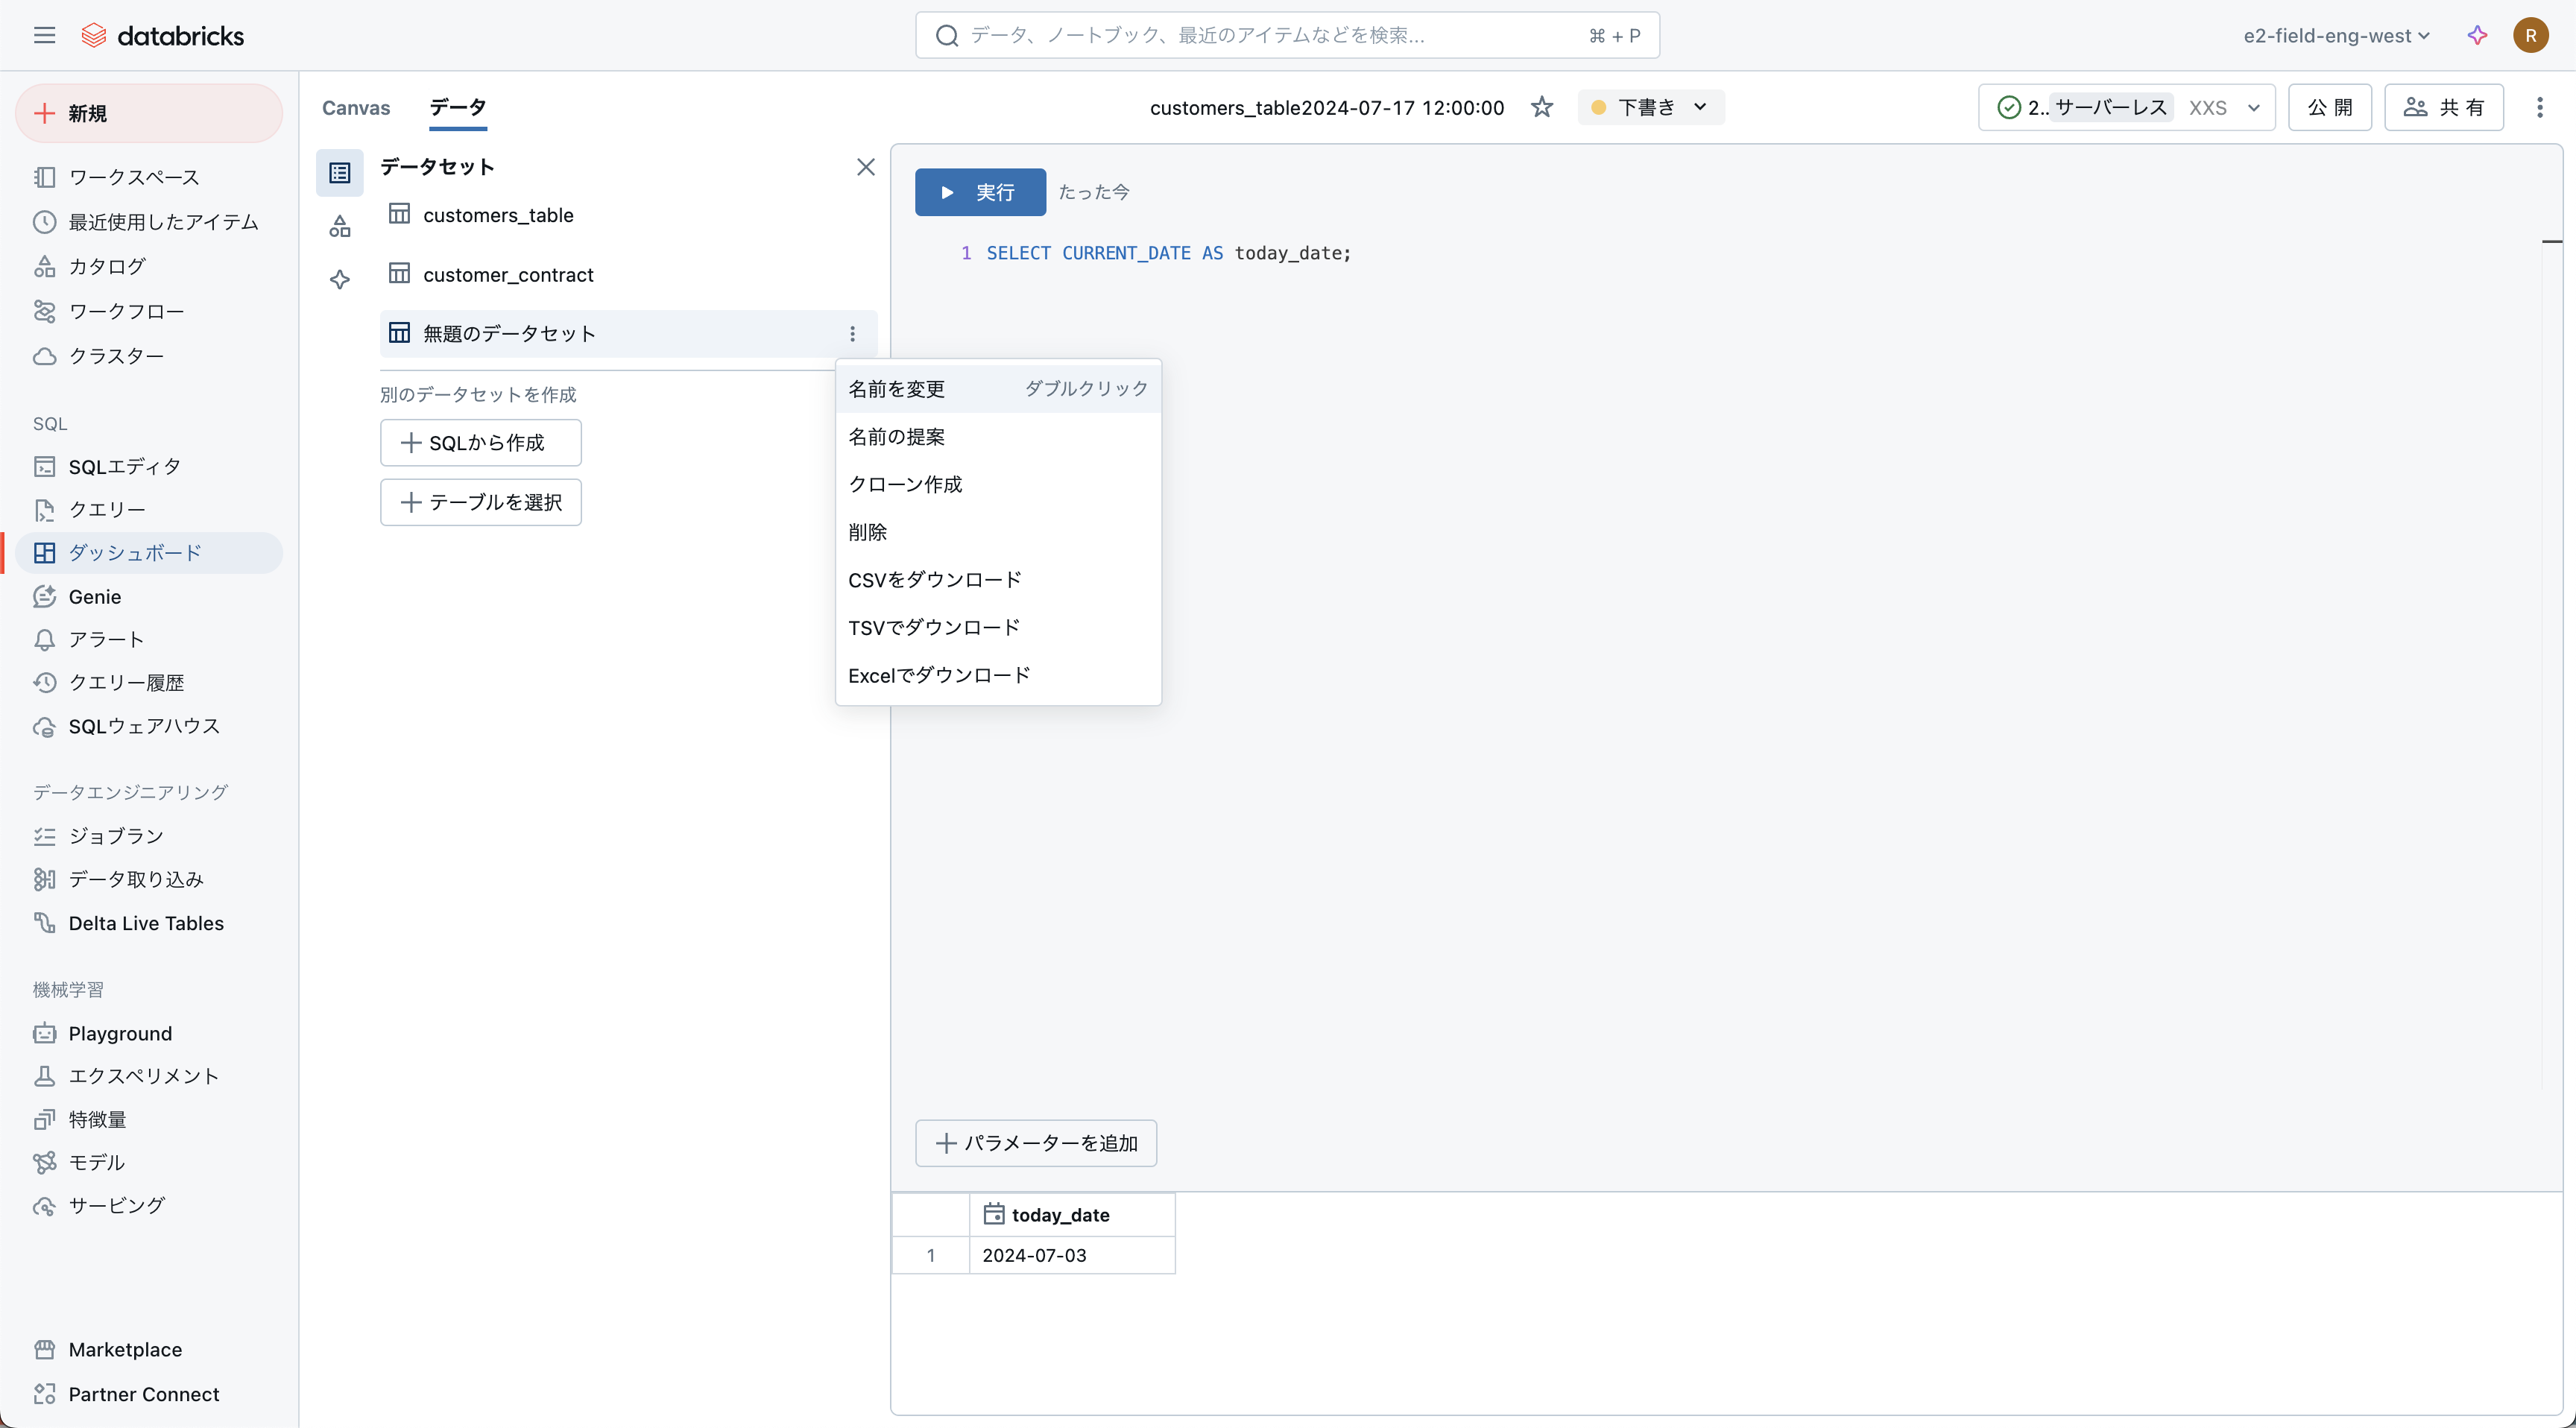 databricks
データ、ノートブック、最近のアイテムなどを検索...
⌘ + P
e2-field-eng-west
R
新規
ワークスペース
最近使用したアイテム
カタログ
ワークフロー
クラスター
SQL
SQLエディタ
クエリー
ダッシュボード
Genie
アラート
クエリー履歴
SQLウェアハウス
データエンジニアリング
ジョブラン
データ取り込み
Delta Live Tables
機械学習
Playground
エクスペリメント
特徴量
モデル
サービング
Marketplace
Partner Connect
Canvas
データ
customers_table2024-07-17 12:00:00
下書き
2.. サーバーレス XXS
公開
共有
データセット
customers_table
customer_contract
無題のデータセット
別のデータセットを作成
SQLから作成
テーブルを選択
名前を変更 ダブルクリック
名前の提案
クローン作成
削除
CSVをダウンロード
TSVでダウンロード
Excelでダウンロード
実行
たった今
1 SELECT CURRENT_DATE AS today_date;
パラメーターを追加
today_date
1 2024-07-03